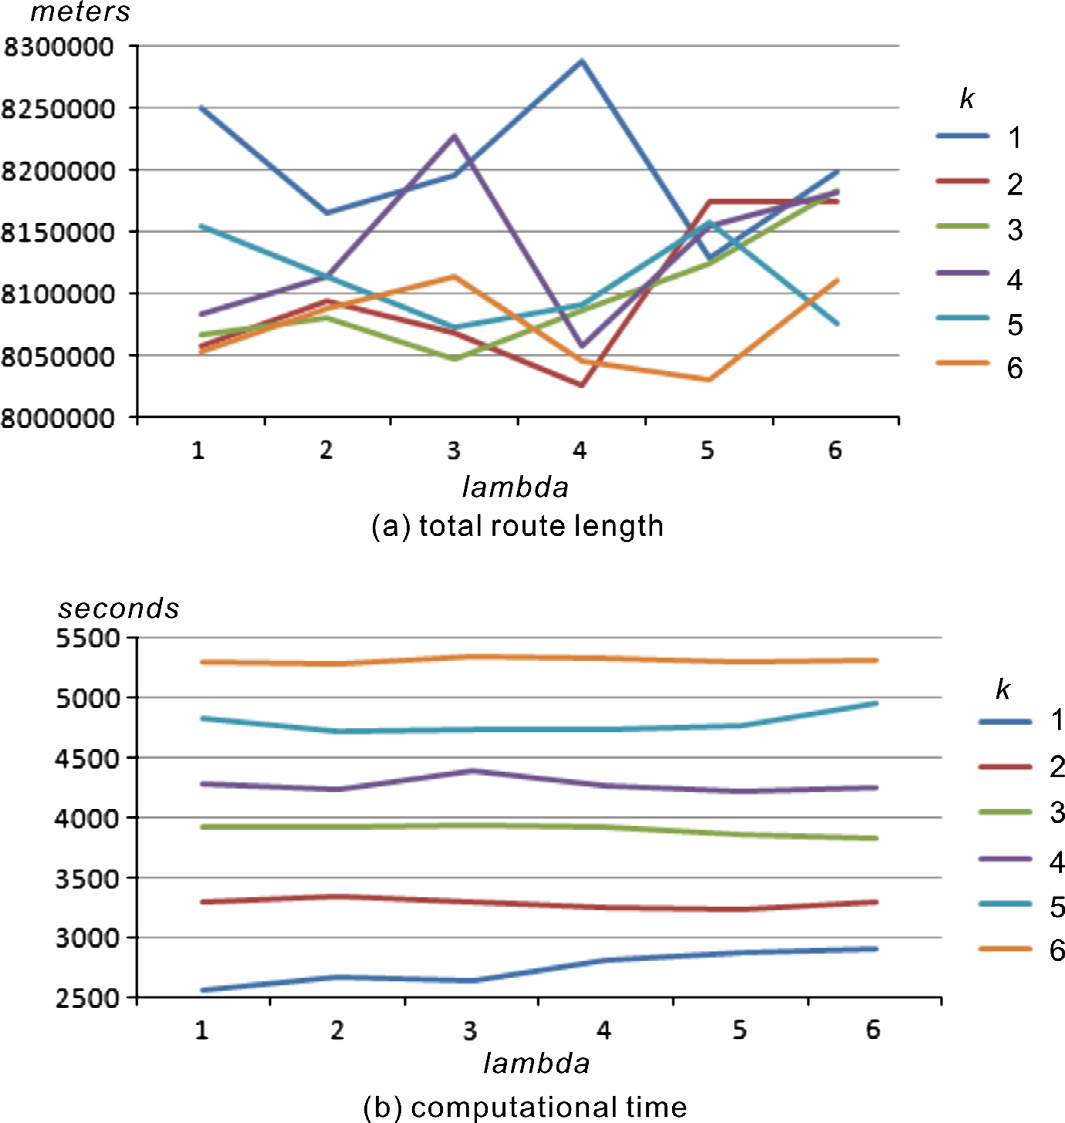 meters
8300000
8250000
8200000
8150000
8100000
8050000
8000000
1 2 3 4 5 6
lambda
k
1
2
3
4
5
6
(a) total route length
seconds
5500
5000
4500
4000
3500
3000
2500
1 2 3 4 5 6
lambda
k
1
2
3
4
5
6
(b) computational time